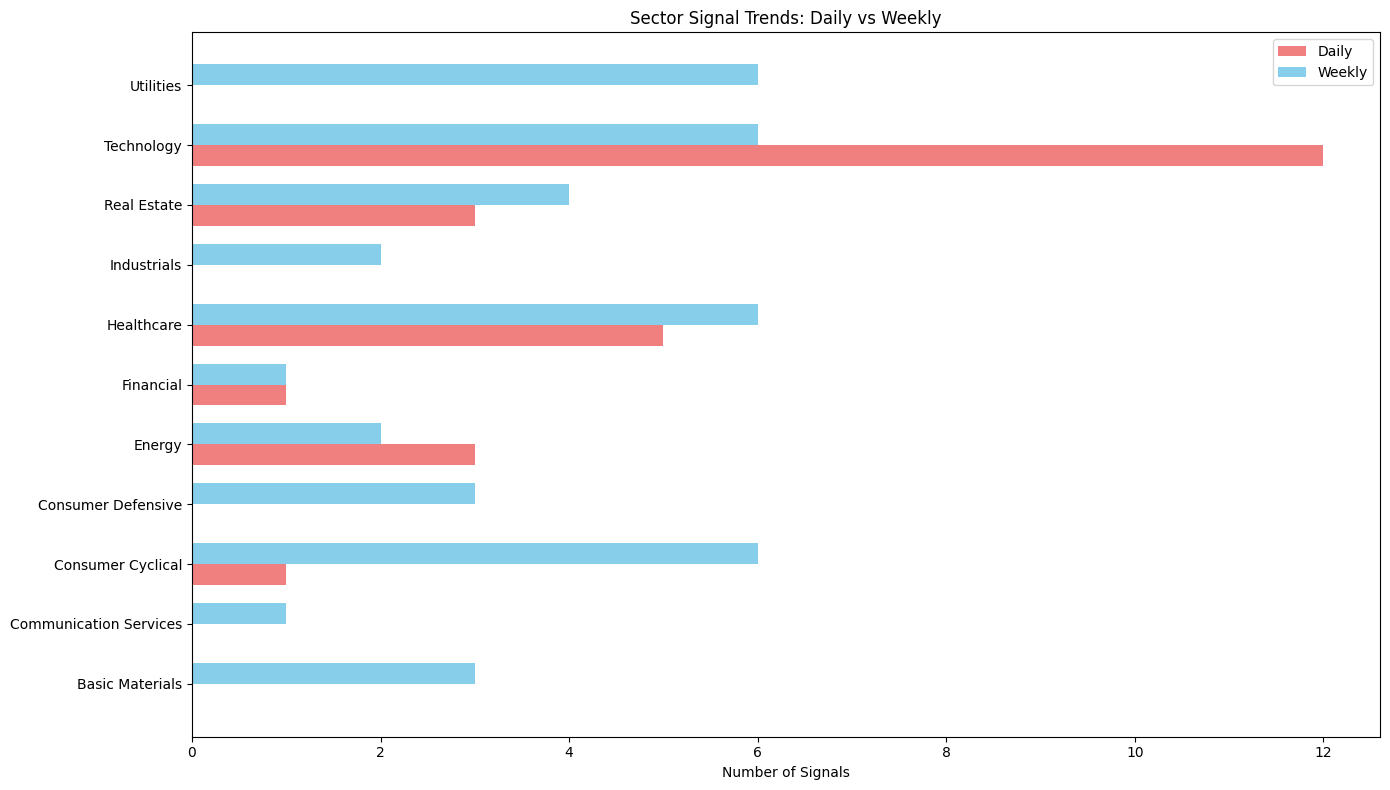 Sector Signal Trends: Daily vs Weekly
Daily
Weekly
Utilities
Technology
Real Estate
Industrials
Healthcare
Financial
Energy
Consumer Defensive
Consumer Cyclical
Communication Services
Basic Materials
0 2 4 6 8 10 12
Number of Signals